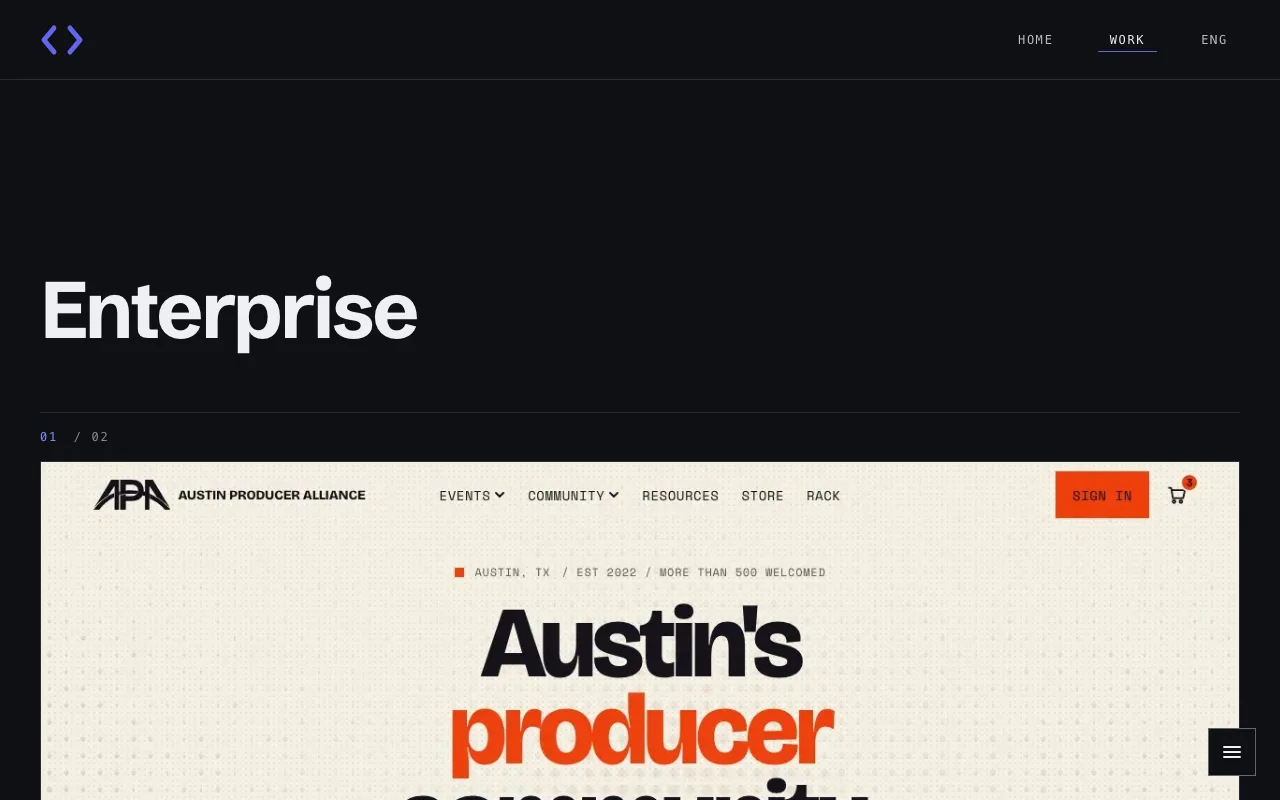 HOME WORK ENG
Enterprise
01 / 02
APA AUSTIN PRODUCER ALLIANCE EVENTS COMMUNITY RESOURCES STORE RACK SIGN IN 3
AUSTIN, TX / EST 2022 / MORE THAN 500 WELCOMED
Austin's
producer
community